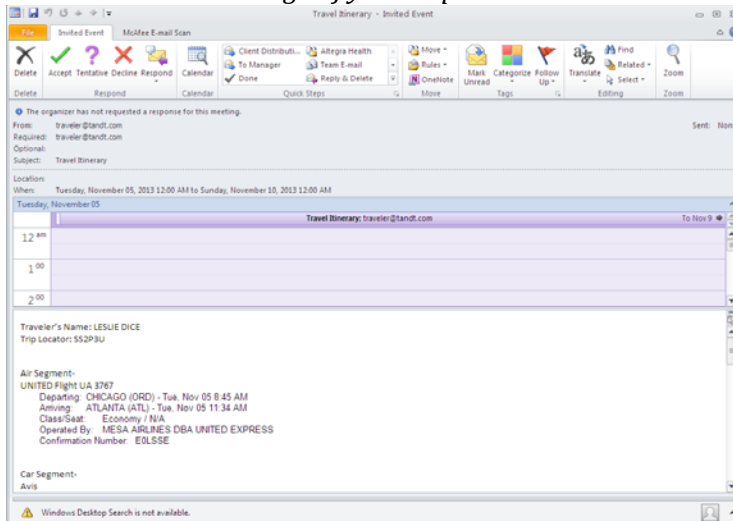 Travel Itinerary - Invited Event
File Invited Event McAfee E-mail Scan
Delete Accept Tentative Decline Respond Calendar
Client Distributi... Altegra Health
To Manager Team E-mail
Done Reply & Delete
Move
Rules
OneNote
Mark Unread Categorize Follow Up
Translate
Find
Related
Select
Zoom
Delete Respond Calendar Quick Steps Move Tags Editing Zoom
The organizer has not requested a response for this meeting.
From: traveler@tandt.com Sent: Non
Required: traveler@tandt.com
Optional:
Subject: Travel Itinerary
Location:
When: Tuesday, November 05, 2013 12:00 AM to Sunday, November 10, 2013 12:00 AM
Tuesday, November 05
Travel Itinerary; traveler@tandt.com To Nov 9
12 am
1 00
2 00
Traveler's Name: LESLIE DICE
Trip Locator: SS2P3U
Air Segment-
UNITED Flight UA 3767
Departing: CHICAGO (ORD) - Tue, Nov 05 8:45 AM
Arriving: ATLANTA (ATL) - Tue, Nov 05 11:34 AM
Class/Seat: Economy / N/A
Operated By: MESA AIRLINES DBA UNITED EXPRESS
Confirmation Number: E0LSSE
Car Segment-
Avis
Windows Desktop Search is not available.